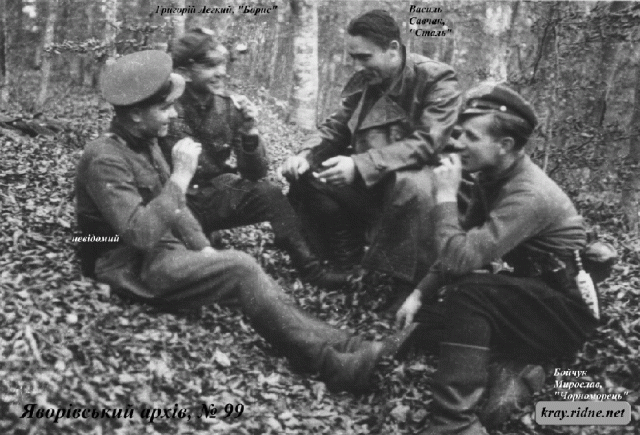 Григорій Легкий, "Борис"
Василь
Савчак,
"Сталь"
невідомий
Бойчук
Мирослав,
"Чорноморець"
Яворівський архів, № 99
kray.ridne.net